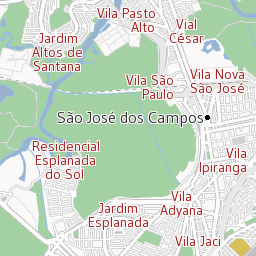 Vila Pasto
Alto
Vial
César
Jardim
Altos de
Santana
Vila São
Paulo
Vila Nova
São José
São José dos Campos
Residencial
Esplanada
do Sol
Vila
Ipiranga
Vila
Adyana
Jardim
Esplanada
Vila Jaci